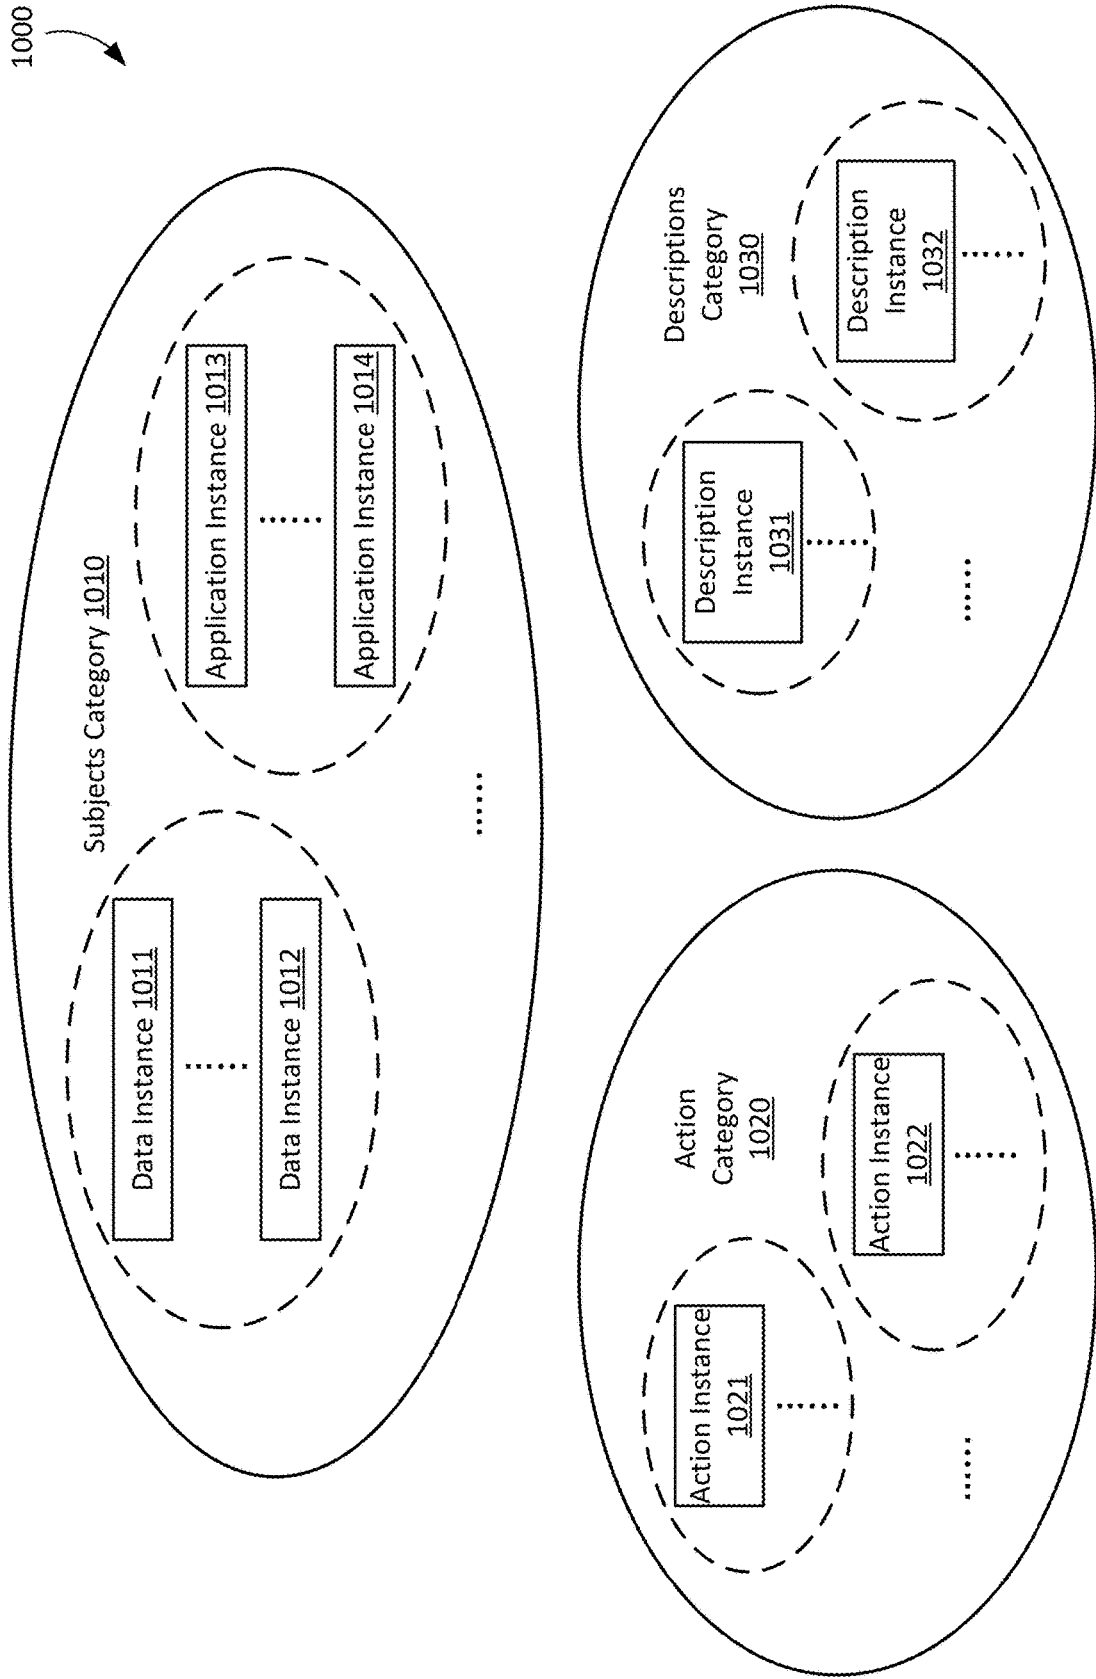 1000
Subjects Category 1010
Data Instance 1011
Data Instance 1012
Application Instance 1013
Application Instance 1014
Action
Category
1020
Action Instance
1021
Action Instance
1022
Descriptions
Category
1030
Description
Instance
1031
Description
Instance
1032